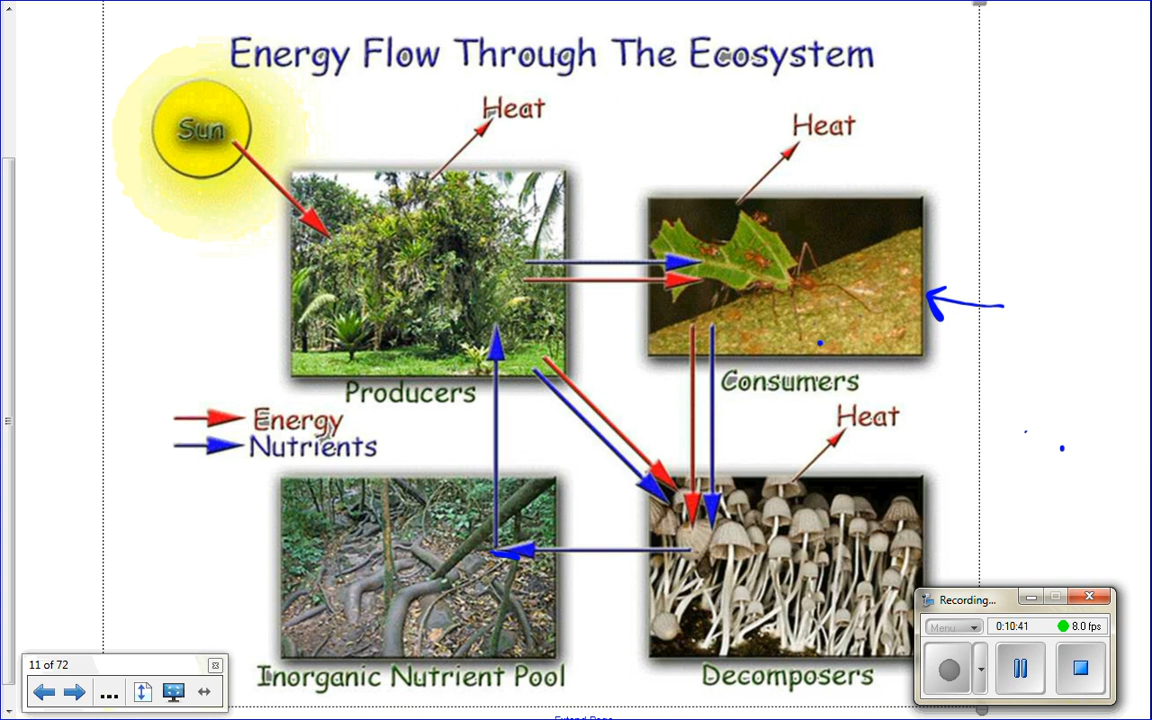 Energy Flow Through The Ecosystem
Sun
Heat
Heat
Producers
Consumers
Energy
Nutrients
Heat
Inorganic Nutrient Pool
Decomposers
Recording...
Menu
0:10:41
8.0 fps
11 of 72
...